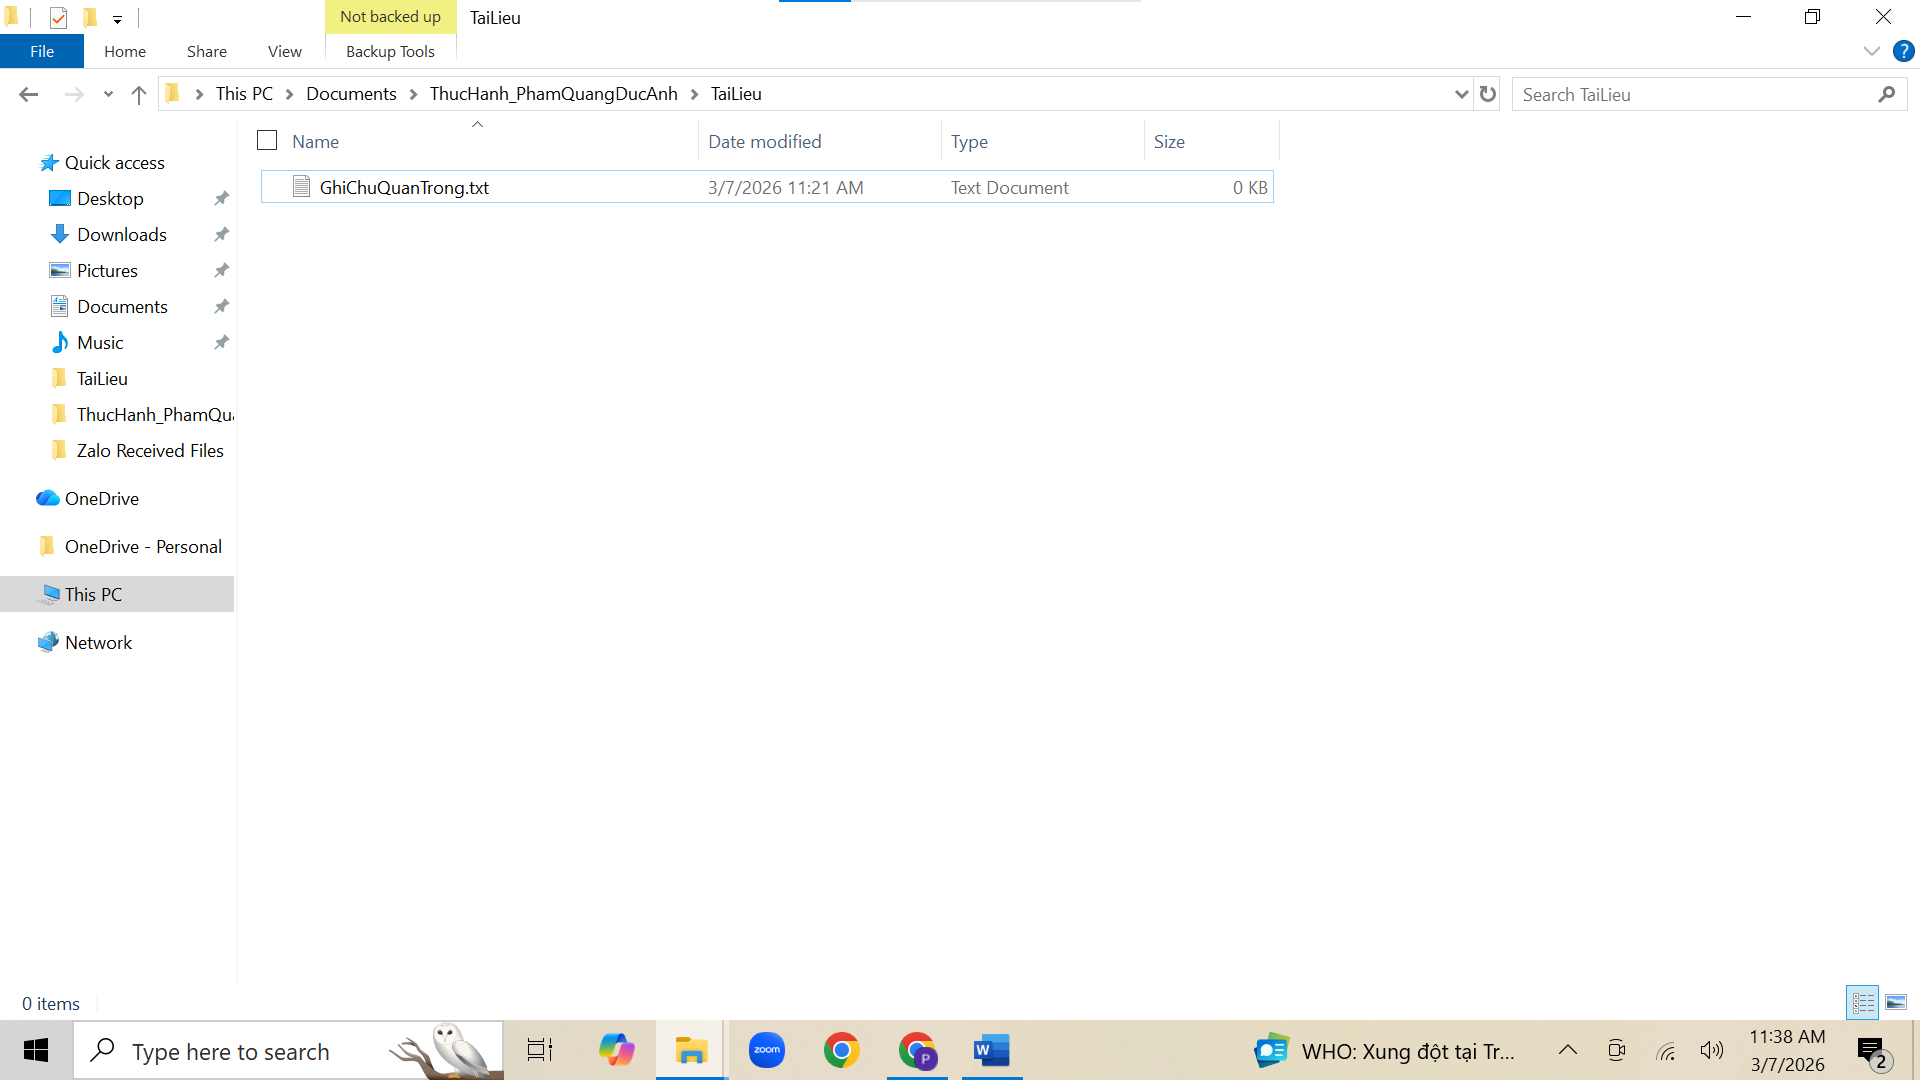 Not backed up
TaiLieu
File
Home
Share
View
Backup Tools
?
This PC
Documents
ThucHanh_PhamQuangDucAnh
TaiLieu
Search TaiLieu
Name
Date modified
Type
Size
GhiChuQuanTrong.txt
3/7/2026 11:21 AM
Text Document
0 KB
Quick access
Desktop
Downloads
Pictures
Documents
Music
TaiLieu
ThucHanh_PhamQua
Zalo Received Files
OneDrive
OneDrive - Personal
This PC
Network
0 items
Type here to search
zoom
P
W
WHO: Xung đột tại Tr...
11:38 AM
3/7/2026
2